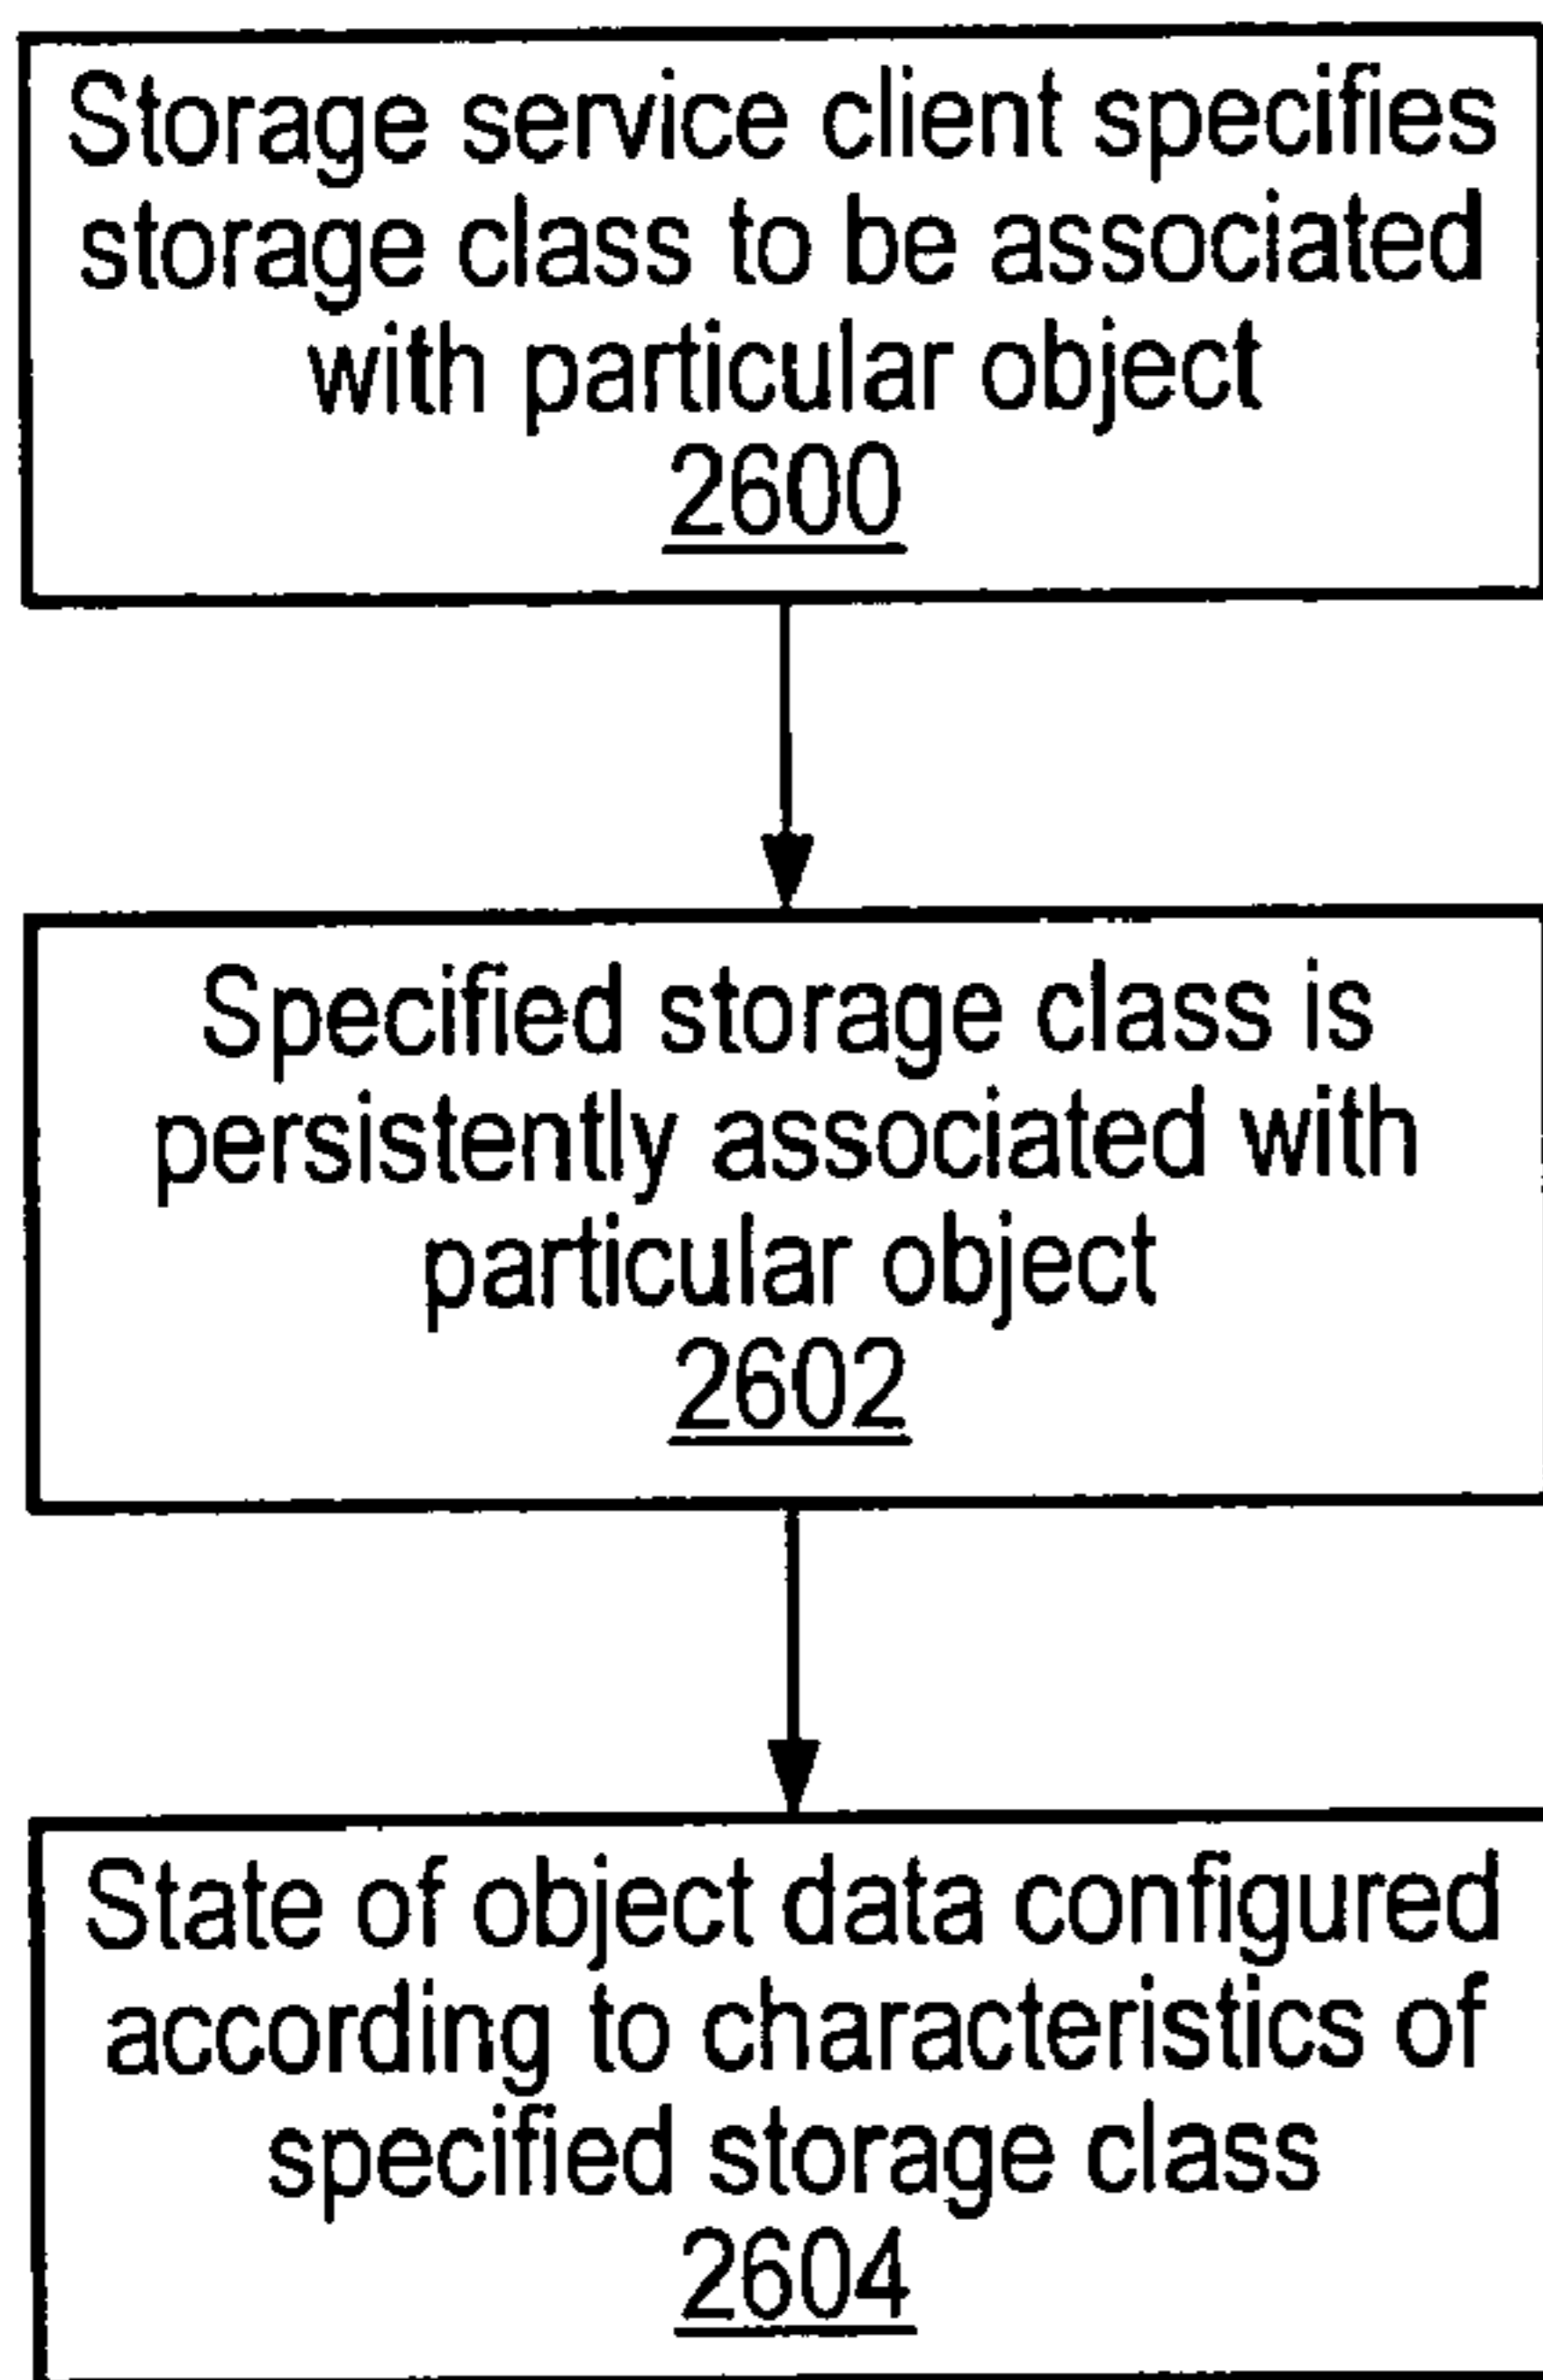 Storage service client specifies
storage class to be associated
with particular object
2600
Specified storage class is
persistently associated with
particular object
2602
State of object data configured
according to characteristics of
specified storage class
2604